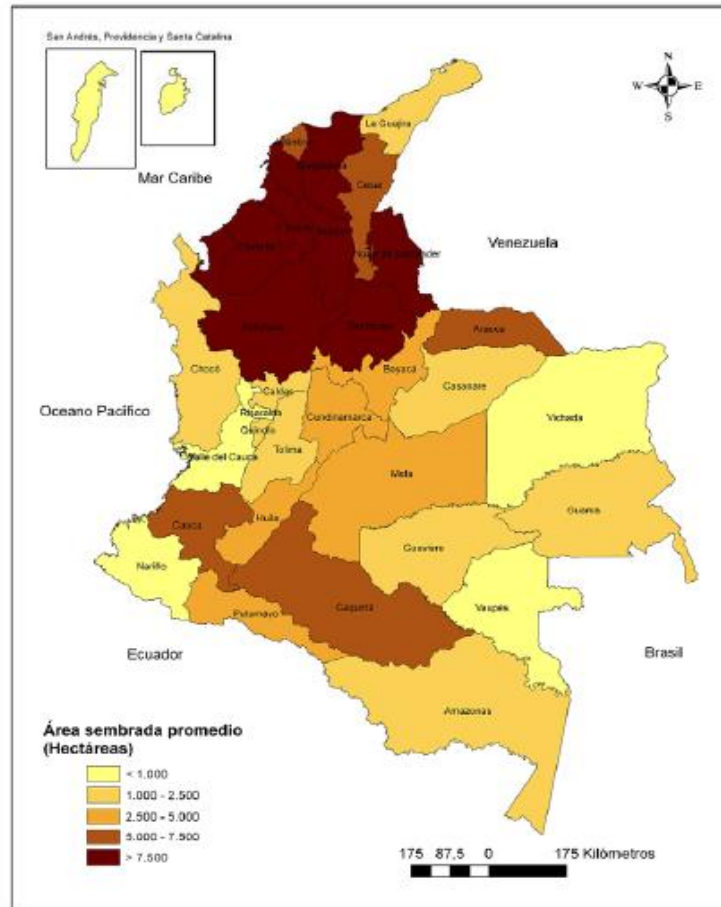 San Andrés, Providencia y Santa Catalina
N
W E
S
La Guajira
Mar Caribe
Cesar
Venezuela
Arauca
Boyacá
Chocó
Casanare
Caldas
Oceano Pacífico
Risaralda
Cundinamarca
Vichada
Quindío
Tolima
Valle del Cauca
Meta
Guainía
Cauca
Huila
Guaviare
Nariño
Vaupés
Caquetá
Putumayo
Ecuador
Brasil
Amazonas
Área sembrada promedio
(Hectáreas)
< 1.000
1.000 - 2.500
2.500 - 5.000
5.000 - 7.500
> 7.500
175 87,5 0 175 Kilómetros